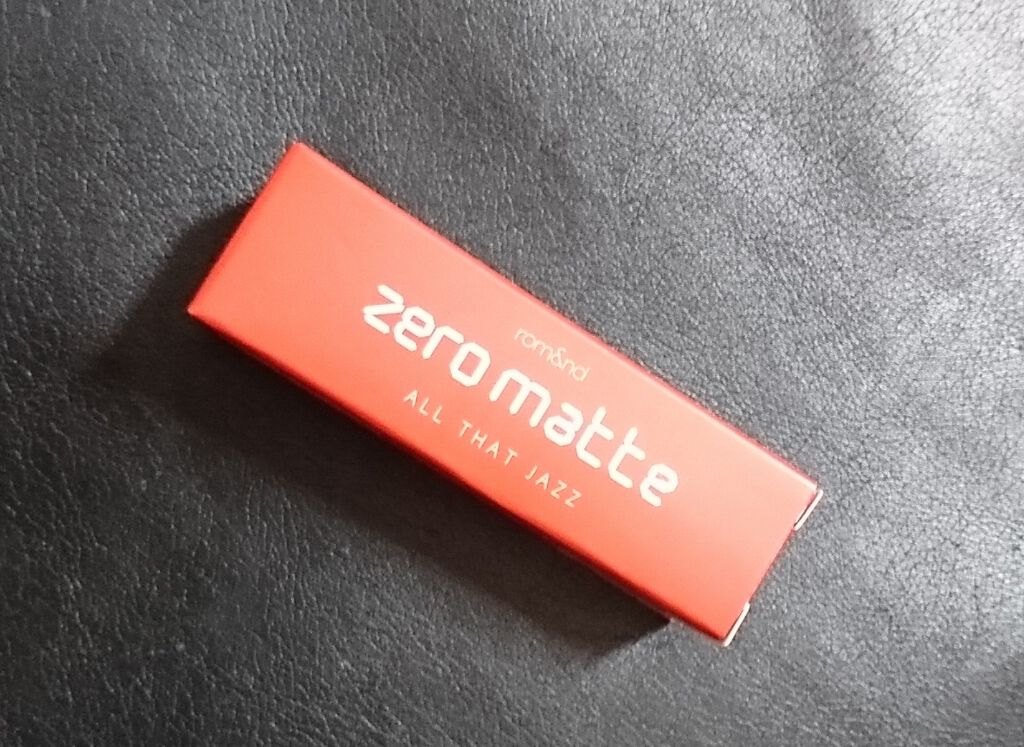 rom&nd
zero matte
ALL THAT JAZZ